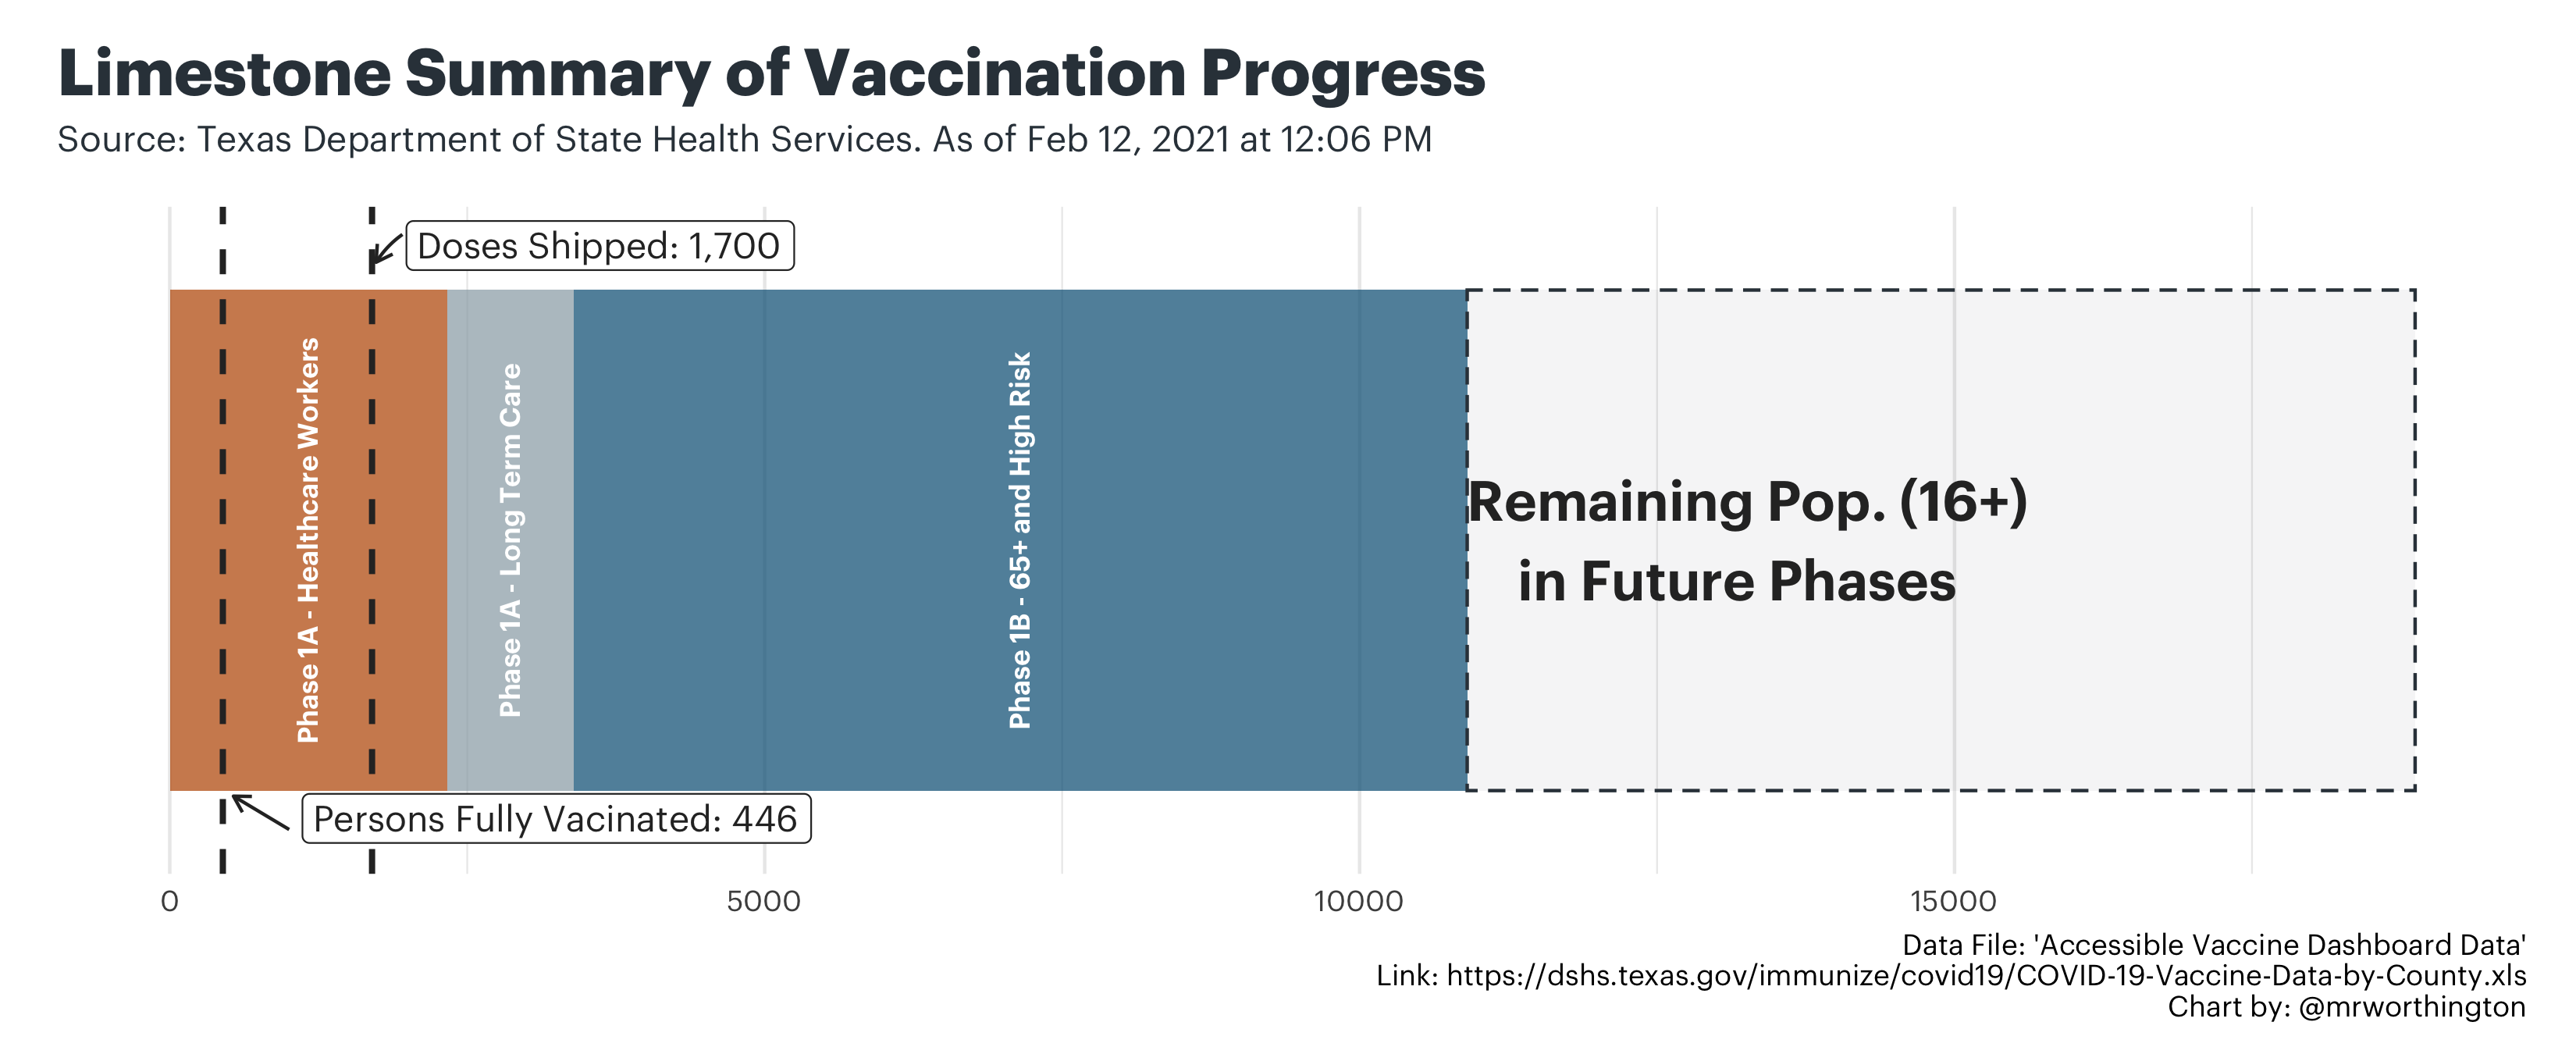 Limestone Summary of Vaccination Progress
Source: Texas Department of State Health Services. As of Feb 12, 2021 at 12:06 PM
Doses Shipped: 1,700
Phase 1A - Healthcare Workers
Phase 1A - Long Term Care
Phase 1B - 65+ and High Risk
Remaining Pop. (16+)
in Future Phases
Persons Fully Vacinated: 446
0
5000
10000
15000
Data File: 'Accessible Vaccine Dashboard Data'
Link: https://dshs.texas.gov/immunize/covid19/COVID-19-Vaccine-Data-by-County.xls
Chart by: @mrworthington